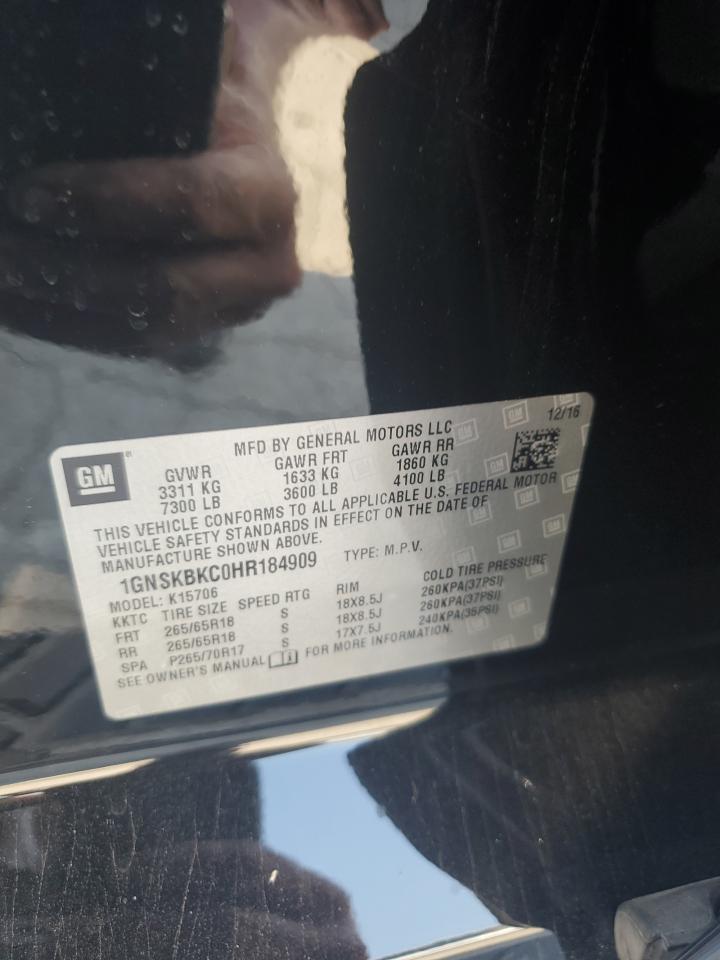 12/16
MFD BY GENERAL MOTORS LLC
GM
GVWR GAWR FRT GAWR RR
3311 KG 1633 KG 1860 KG
7300 LB 3600 LB 4100 LB
THIS VEHICLE CONFORMS TO ALL APPLICABLE U.S. FEDERAL MOTOR
VEHICLE SAFETY STANDARDS IN EFFECT ON THE DATE OF
MANUFACTURE SHOWN ABOVE.
1GNSKBKC0HR184909 TYPE: M.P.V.
MODEL: K15706
KKTC TIRE SIZE SPEED RTG RIM COLD TIRE PRESSURE
FRT 265/65R18 S 18X8.5J 260KPA(37PSI)
RR 265/65R18 S 18X8.5J 260KPA(37PSI)
SPA P265/70R17 S 17X7.5J 240KPA(35PSI)
SEE OWNER'S MANUAL FOR MORE INFORMATION.